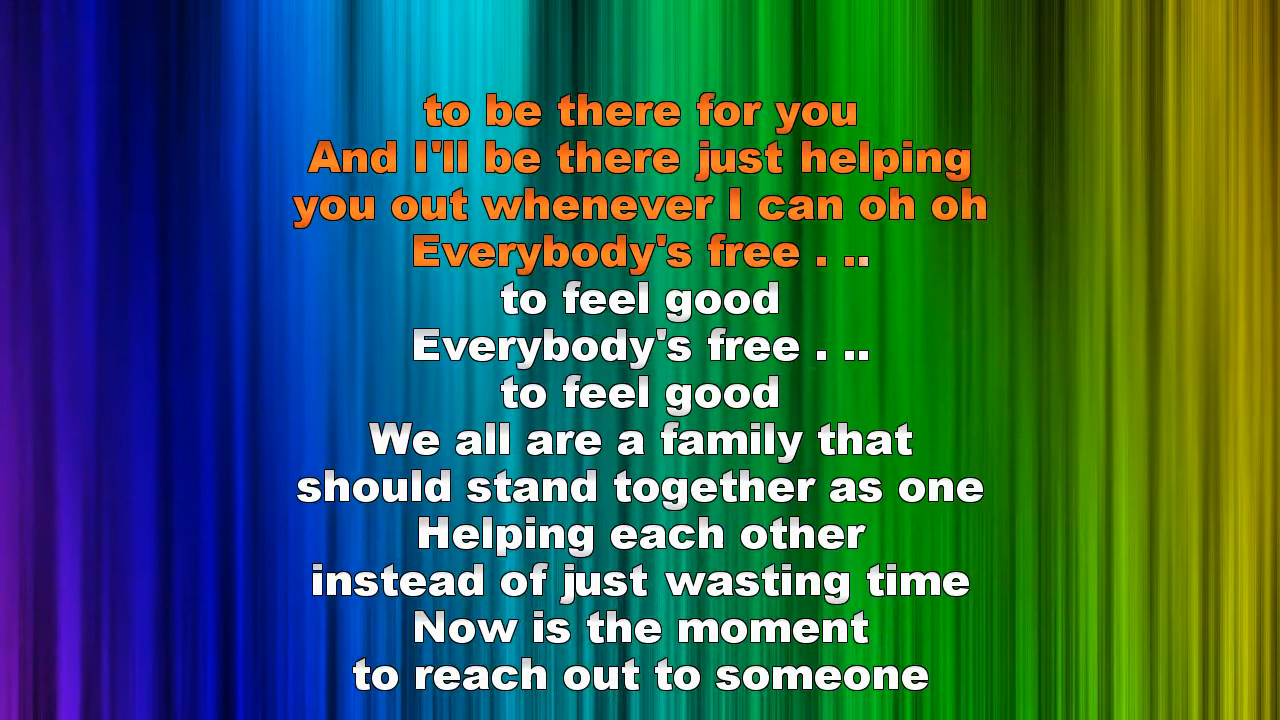 to be there for you
And I'll be there just helping
you out whenever I can oh oh
Everybody's free . ..
to feel good
Everybody's free . ..
to feel good
We all are a family that
should stand together as one
Helping each other
instead of just wasting time
Now is the moment
to reach out to someone